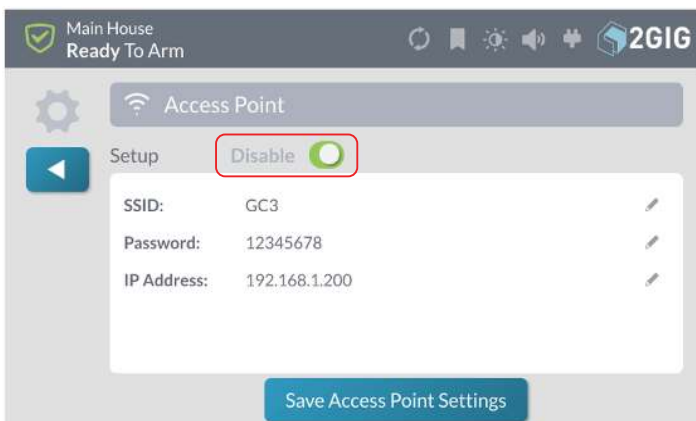 Main House
Ready To Arm
2GIG
Access Point
Setup Disable
SSID: GC3
Password: 12345678
IP Address: 192.168.1.200
Save Access Point Settings